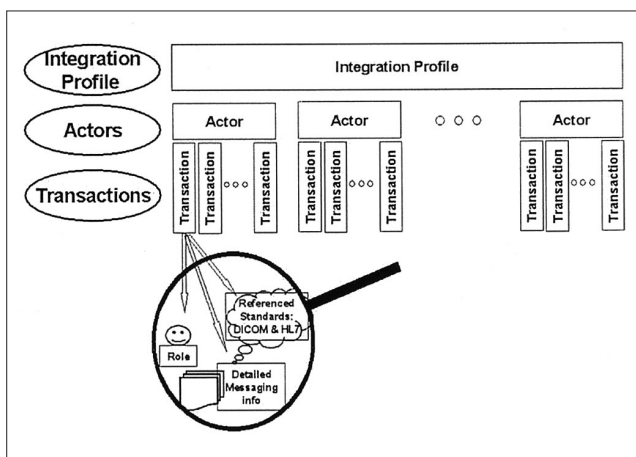 Integration
Profile
Integration Profile
Actors
Actor
Actor
Actor
Transactions
Transaction
Transaction
Transaction
Transaction
Transaction
Transaction
Transaction
Transaction
Transaction
Referenced
Standards:
DICOM & HL7
Role
Detailed
Messaging
info